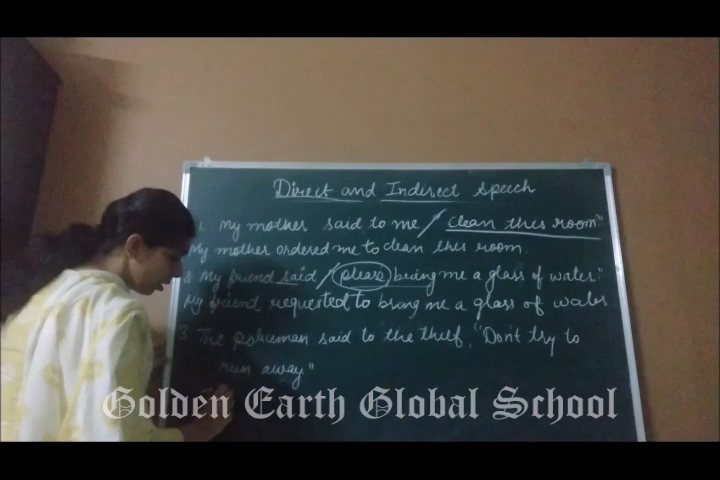 Direct and Indirect speech
1. My mother said to me / "clean this room"
My mother ordered me to clean this room.
2 My friend said / (please bring me a glass of water"
My friend requested to bring me a glass of water.
3. The policeman said to the thief, "Don't try to
run away"
Golden Earth Global School